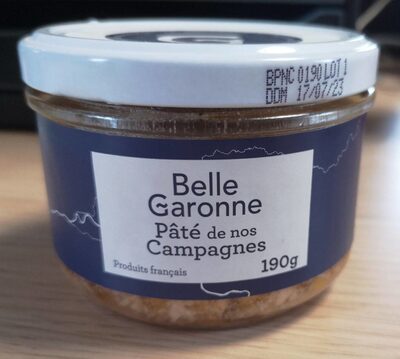 BPNC 0190 LOT 1
DDM 17/07/23
Belle
Garonne
Pâté de nos
Campagnes
Produits français
190g